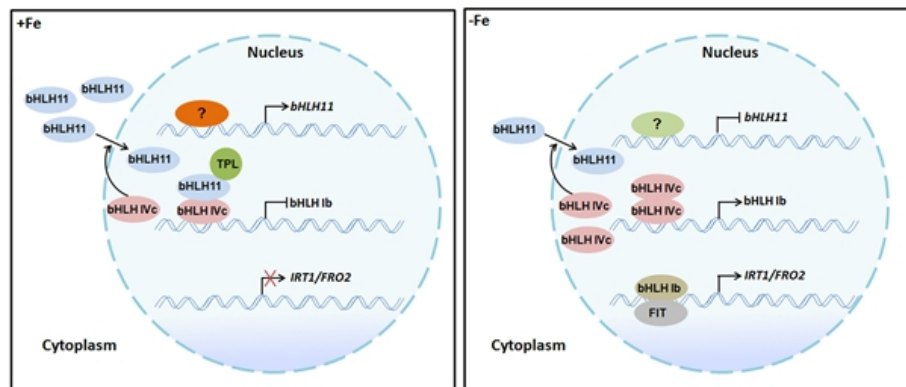 +Fe
Nucleus
bHLH11
bHLH11
bHLH11
?
bHLH11
bHLH11
TPL
bHLH11
bHLH IVc
bHLH IVc
bHLH Ib
IRT1/FRO2
Cytoplasm
-Fe
Nucleus
bHLH11
?
bHLH11
bHLH11
bHLH IVc
bHLH IVc
bHLH IVc
bHLH IVc
bHLH Ib
bHLH Ib
FIT
IRT1/FRO2
Cytoplasm